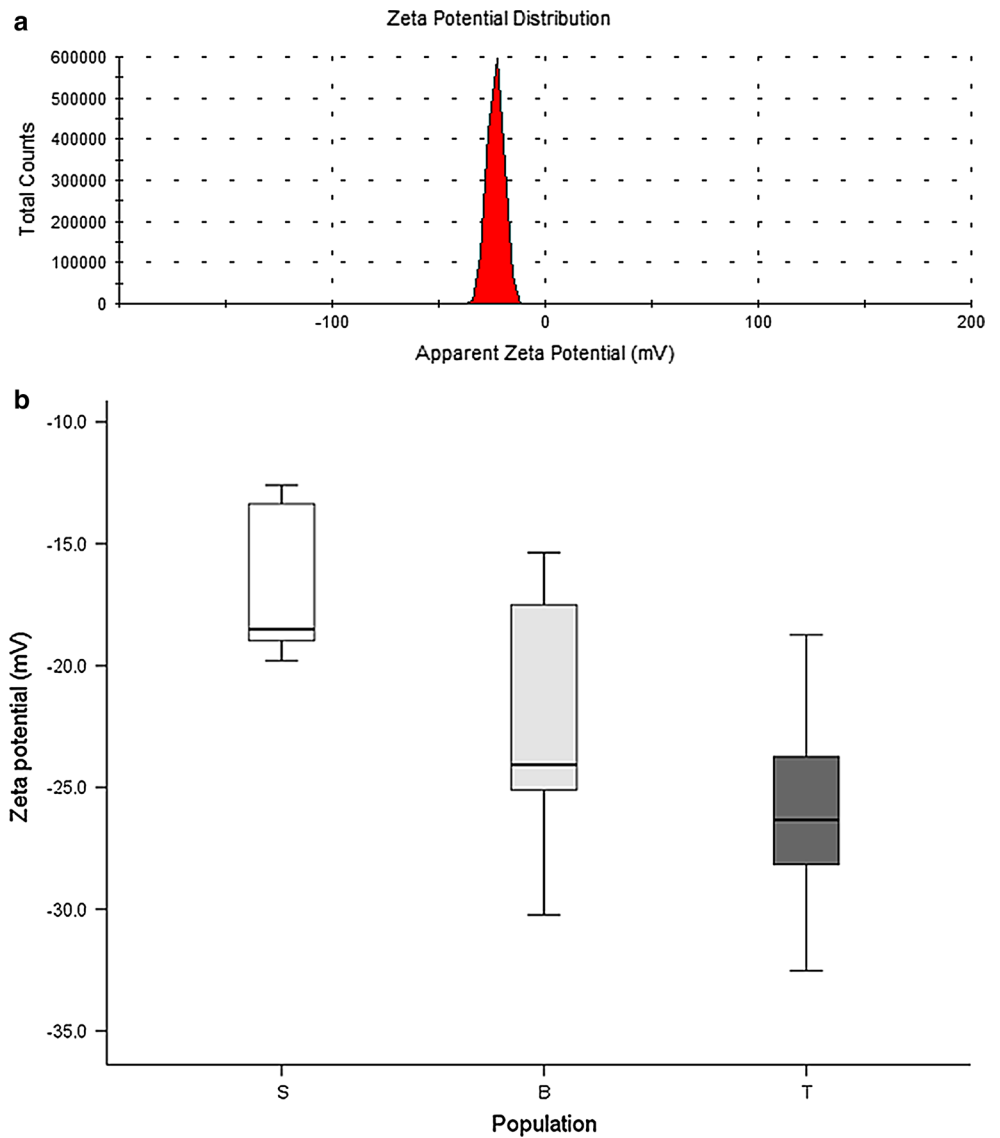 a
Zeta Potential Distribution
600000
500000
400000
300000
200000
100000
0
Total Counts
-100 0 100 200
Apparent Zeta Potential (mV)
b
-10.0
-15.0
-20.0
-25.0
-30.0
-35.0
Zeta potential (mV)
S B T
Population